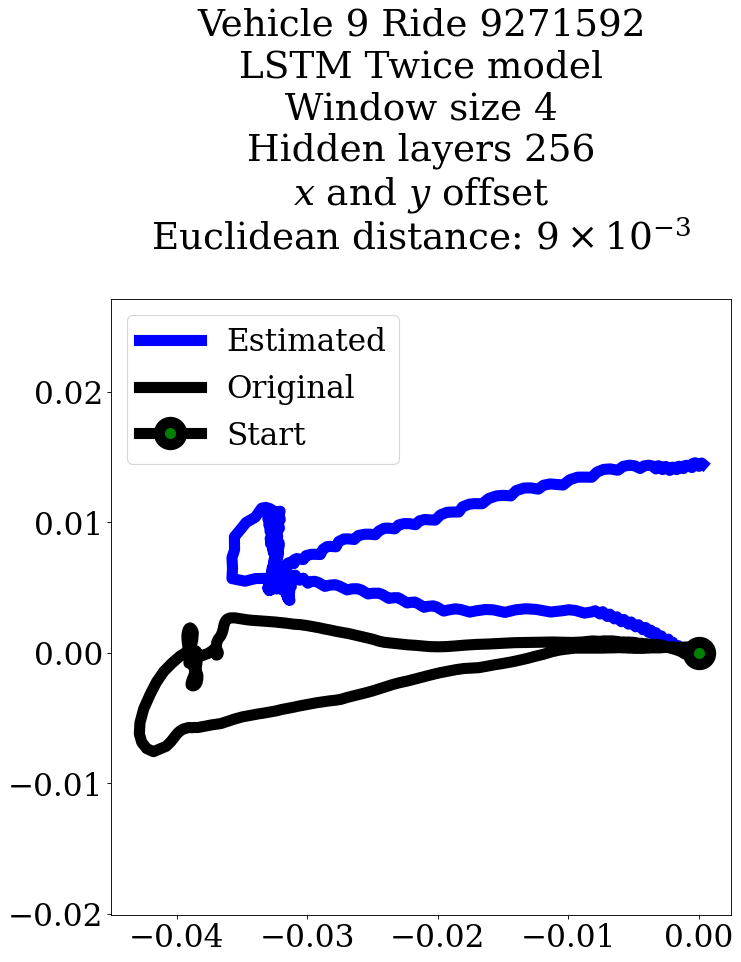 Vehicle 9 Ride 9271592
LSTM Twice model
Window size 4
Hidden layers 256
x and y offset
Euclidean distance: 9 × 10⁻³
Estimated
Original
Start
0.02
0.01
0.00
−0.01
−0.02
−0.04 −0.03 −0.02 −0.01 0.00